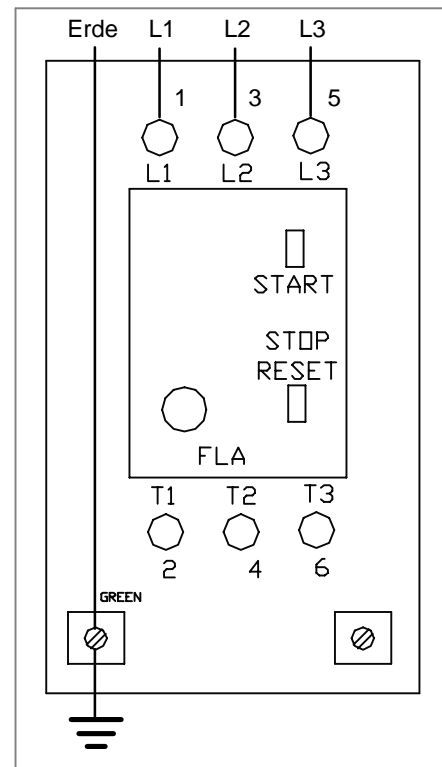 Erde L1 L2 L3
1 3 5
L1 L2 L3
START
STOP
RESET
FLA
T1 T2 T3
2 4 6
GREEN